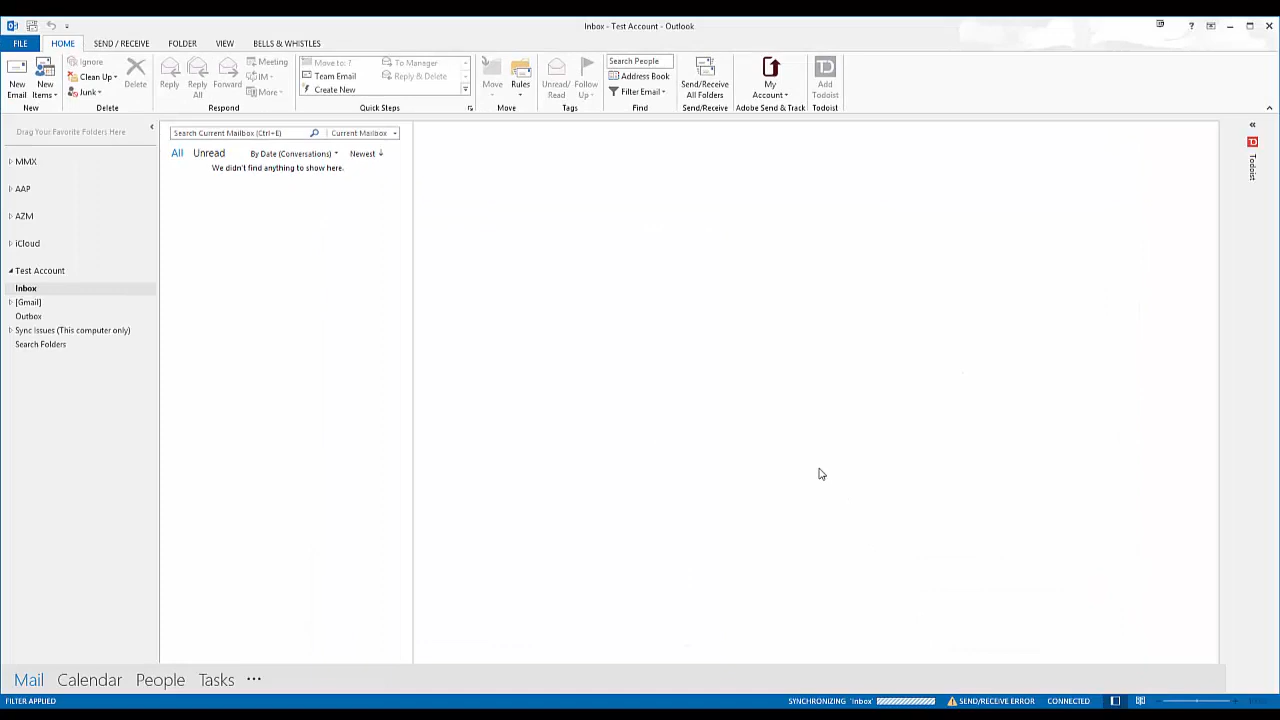 Inbox - Test Account - Outlook
FILE HOME SEND / RECEIVE FOLDER VIEW BELLS & WHISTLES
New Email
New Items
New
Ignore
Clean Up
Junk
Delete
Delete
Reply
Reply All
Forward
Meeting
IM
More
Respond
Move to: ?
Team Email
Create New
To Manager
Reply & Delete
Quick Steps
Move
Rules
Move
Unread/ Read
Follow Up
Tags
Search People
Address Book
Filter Email
Find
Send/Receive All Folders
Send/Receive
My Account
Adobe Send & Track
Add Todoist
Todoist
Drag Your Favorite Folders Here
MMX
AAP
AZM
iCloud
Test Account
Inbox
[Gmail]
Outbox
Sync Issues (This computer only)
Search Folders
Search Current Mailbox (Ctrl+E) Current Mailbox
All Unread By Date (Conversations) Newest
We didn't find anything to show here.
Todoist
Mail Calendar People Tasks •••
FILTER APPLIED SYNCHRONIZING 'Inbox' SEND/RECEIVE ERROR CONNECTED